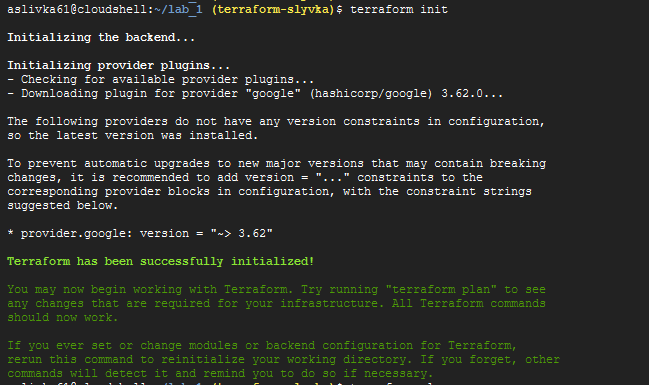 aslivka61@cloudshell:~/lab_1 (terraform-slyvka)$ terraform init
Initializing the backend...
Initializing provider plugins...
- Checking for available provider plugins...
- Downloading plugin for provider "google" (hashicorp/google) 3.62.0...
The following providers do not have any version constraints in configuration,
so the latest version was installed.
To prevent automatic upgrades to new major versions that may contain breaking
changes, it is recommended to add version = "..." constraints to the
corresponding provider blocks in configuration, with the constraint strings
suggested below.
* provider.google: version = "~> 3.62"
Terraform has been successfully initialized!
You may now begin working with Terraform. Try running "terraform plan" to see
any changes that are required for your infrastructure. All Terraform commands
should now work.
If you ever set or change modules or backend configuration for Terraform,
rerun this command to reinitialize your working directory. If you forget, other
commands will detect it and remind you to do so if necessary.